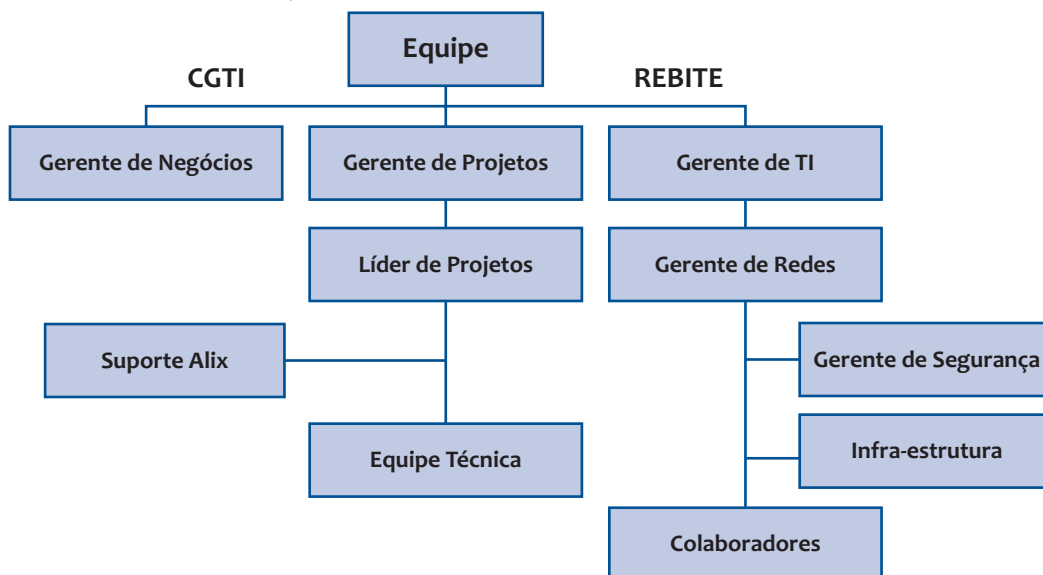 Equipe
CGTI
REBITE
Gerente de Negócios
Gerente de Projetos
Gerente de TI
Líder de Projetos
Gerente de Redes
Suporte Alix
Gerente de Segurança
Equipe Técnica
Infra-estrutura
Colaboradores